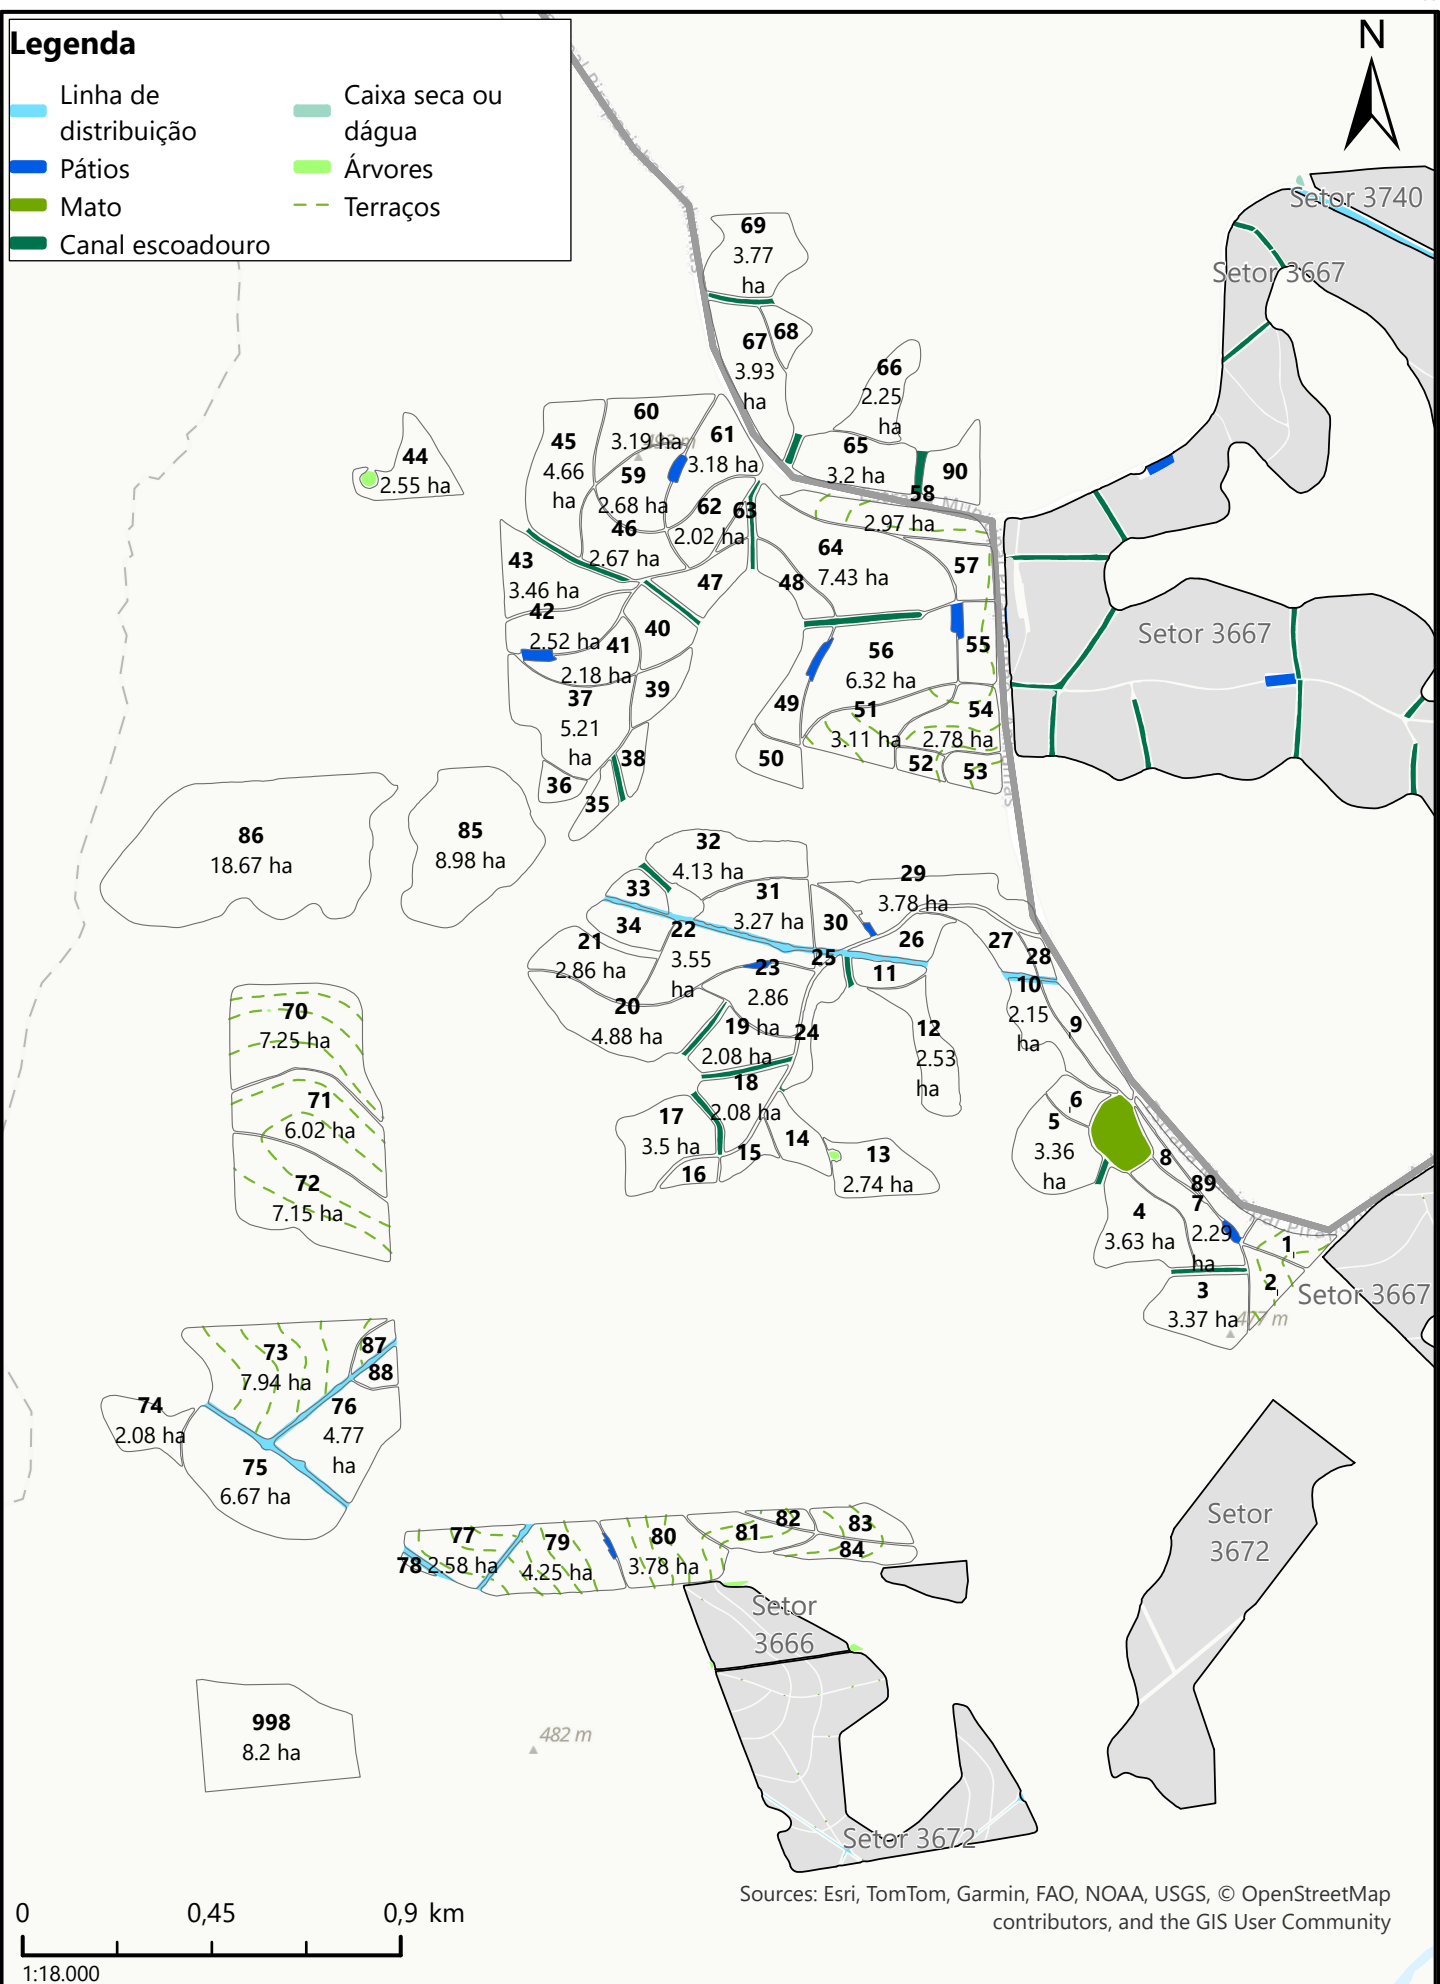 Legenda
Linha de
distribuição
Pátios
Mato
Canal escoadouro
Caixa seca ou
dágua
Árvores
Terraços
N
Setor 3740
Setor 3667
69
3.77
ha
68
67
3.93
ha
66
2.25
ha
65
3.2 ha
90
58
2.97 ha
60
3.19 ha
61
3.18 ha
45
4.66
ha
59
2.68 ha
44
2.55 ha
62
2.02 ha
63
46
2.67 ha
64
7.43 ha
57
43
3.46 ha
47
48
42
2.52 ha
41
2.18 ha
40
55
56
6.32 ha
Setor 3667
39
37
5.21
ha
49
51
3.11 ha
54
2.78 ha
38
50
52
53
36
35
86
18.67 ha
85
8.98 ha
32
4.13 ha
33
31
3.27 ha
29
3.78 ha
34
22
3.55
ha
30
26
27
28
21
2.86 ha
25
23
2.86
ha
11
10
2.15
ha
20
4.88 ha
19
2.08 ha
24
12
2.53
ha
9
70
7.25 ha
71
6.02 ha
72
7.15 ha
18
2.08 ha
17
3.5 ha
16
15
14
13
2.74 ha
6
5
3.36
ha
8
89
7
2.29
ha
4
3.63 ha
1
2
3
3.37 ha
477 m
Setor 3667
73
7.94 ha
87
88
74
2.08 ha
76
4.77
ha
75
6.67 ha
77
2.58 ha
78
79
4.25 ha
80
3.78 ha
81
82
83
84
Setor
3672
Setor
3666
998
8.2 ha
482 m
Setor 3672
Sources: Esri, TomTom, Garmin, FAO, NOAA, USGS, © OpenStreetMap
contributors, and the GIS User Community
0 0,45 0,9 km
1:18.000